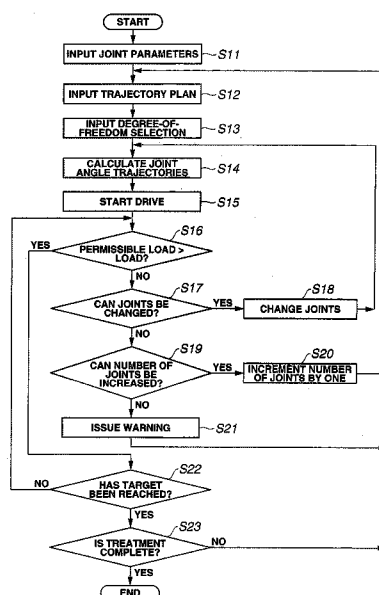 START
INPUT JOINT PARAMETERS
S11
INPUT TRAJECTORY PLAN
S12
INPUT DEGREE-OF-
FREEDOM SELECTION
S13
CALCULATE JOINT
ANGLE TRAJECTORIES
S14
START DRIVE
S15
S16
YES
PERMISSIBLE LOAD >
LOAD?
NO
S17
CAN JOINTS BE
CHANGED?
YES
S18
CHANGE JOINTS
NO
S19
CAN NUMBER OF
JOINTS BE
INCREASED?
YES
S20
INCREMENT NUMBER
OF JOINTS BY ONE
NO
ISSUE WARNING
S21
S22
NO
HAS TARGET
BEEN REACHED?
YES
S23
IS TREATMENT
COMPLETE?
NO
YES
END